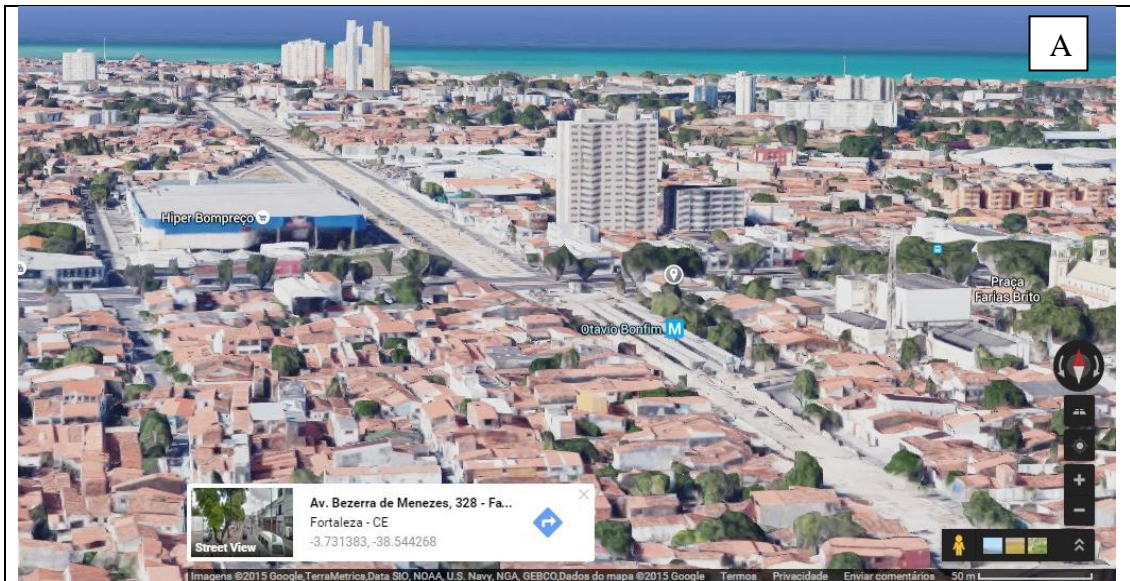 A
Hiper Bompreço
Praça
Farias Brito
Otavio Bonfim M
Av. Bezerra de Menezes, 328 - Fa...
Fortaleza - CE
-3.731383, -38.544268
Street View
Imagens ©2015 Google,TerraMetrics,Data SIO, NOAA, U.S. Navy, NGA, GEBCO,Dados do mapa ©2015 Google Termos Privacidade Enviar comentários 50 m